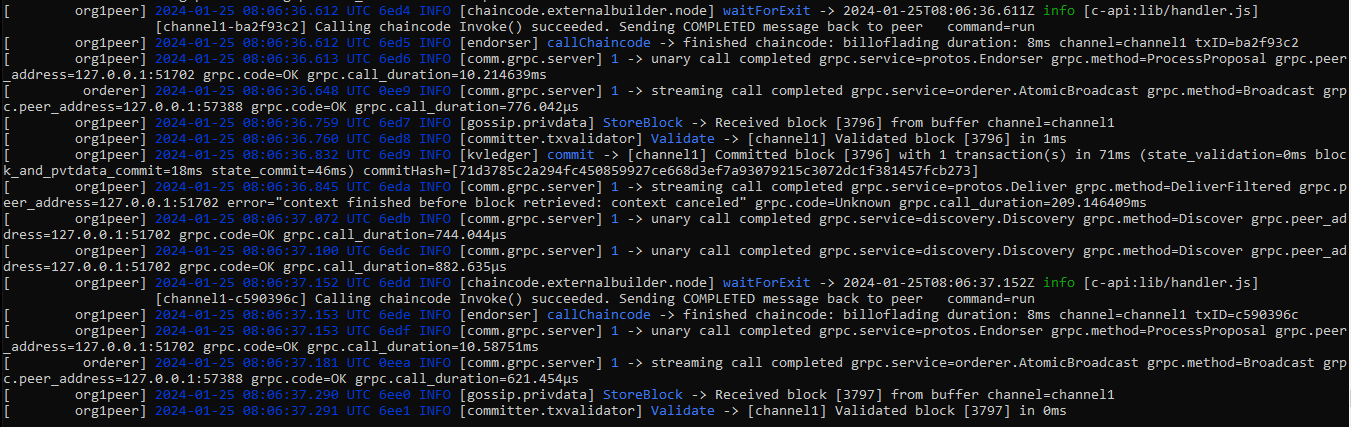 [         org1peer] 2024-01-25 08:06:36.612 UTC 6ed4 INFO [chaincode.externalbuilder.node] waitForExit -> 2024-01-25T08:06:36.611Z info [c-api:lib/handler.js]
[channel1-ba2f93c2] Calling chaincode Invoke() succeeded. Sending COMPLETED message back to peer   command=run
[         org1peer] 2024-01-25 08:06:36.612 UTC 6ed5 INFO [endorser] callChaincode -> finished chaincode: billoflading duration: 8ms channel=channel1 txID=ba2f93c2
[         org1peer] 2024-01-25 08:06:36.613 UTC 6ed6 INFO [comm.grpc.server] 1 -> unary call completed grpc.service=protos.Endorser grpc.method=ProcessProposal grpc.peer
_address=127.0.0.1:51702 grpc.code=OK grpc.call_duration=10.214639ms
[          orderer] 2024-01-25 08:06:36.648 UTC 0ee9 INFO [comm.grpc.server] 1 -> streaming call completed grpc.service=orderer.AtomicBroadcast grpc.method=Broadcast grp
c.peer_address=127.0.0.1:57388 grpc.code=OK grpc.call_duration=776.042µs
[         org1peer] 2024-01-25 08:06:36.759 UTC 6ed7 INFO [gossip.privdata] StoreBlock -> Received block [3796] from buffer channel=channel1
[         org1peer] 2024-01-25 08:06:36.760 UTC 6ed8 INFO [committer.txvalidator] Validate -> [channel1] Validated block [3796] in 1ms
[         org1peer] 2024-01-25 08:06:36.832 UTC 6ed9 INFO [kvledger] commit -> [channel1] Committed block [3796] with 1 transaction(s) in 71ms (state_validation=0ms bloc
k_and_pvtdata_commit=18ms state_commit=46ms) commitHash=[71d3785c2a294fc450859927ce668d3ef7a93079215c3072dc1f381457fcb273]
[         org1peer] 2024-01-25 08:06:36.845 UTC 6eda INFO [comm.grpc.server] 1 -> streaming call completed grpc.service=protos.Deliver grpc.method=DeliverFiltered grpc.p
eer_address=127.0.0.1:51702 error="context finished before block retrieved: context canceled" grpc.code=Unknown grpc.call_duration=209.146409ms
[         org1peer] 2024-01-25 08:06:37.072 UTC 6edb INFO [comm.grpc.server] 1 -> unary call completed grpc.service=discovery.Discovery grpc.method=Discover grpc.peer_ad
dress=127.0.0.1:51702 grpc.code=OK grpc.call_duration=744.044µs
[         org1peer] 2024-01-25 08:06:37.100 UTC 6edc INFO [comm.grpc.server] 1 -> unary call completed grpc.service=discovery.Discovery grpc.method=Discover grpc.peer_ad
dress=127.0.0.1:51702 grpc.code=OK grpc.call_duration=882.635µs
[         org1peer] 2024-01-25 08:06:37.152 UTC 6edd INFO [chaincode.externalbuilder.node] waitForExit -> 2024-01-25T08:06:37.152Z info [c-api:lib/handler.js]
[channel1-c590396c] Calling chaincode Invoke() succeeded. Sending COMPLETED message back to peer   command=run
[         org1peer] 2024-01-25 08:06:37.153 UTC 6ede INFO [endorser] callChaincode -> finished chaincode: billoflading duration: 8ms channel=channel1 txID=c590396c
[         org1peer] 2024-01-25 08:06:37.153 UTC 6edf INFO [comm.grpc.server] 1 -> unary call completed grpc.service=protos.Endorser grpc.method=ProcessProposal grpc.peer
_address=127.0.0.1:51702 grpc.code=OK grpc.call_duration=10.58751ms
[          orderer] 2024-01-25 08:06:37.181 UTC 0eea INFO [comm.grpc.server] 1 -> streaming call completed grpc.service=orderer.AtomicBroadcast grpc.method=Broadcast grp
c.peer_address=127.0.0.1:57388 grpc.code=OK grpc.call_duration=621.454µs
[         org1peer] 2024-01-25 08:06:37.290 UTC 6ee0 INFO [gossip.privdata] StoreBlock -> Received block [3797] from buffer channel=channel1
[         org1peer] 2024-01-25 08:06:37.291 UTC 6ee1 INFO [committer.txvalidator] Validate -> [channel1] Validated block [3797] in 0ms